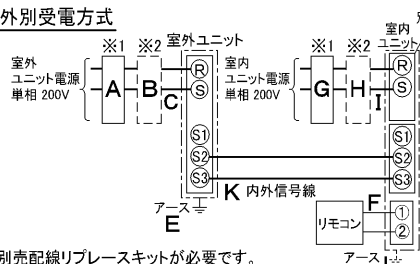 外別受電方式
※1 ※2 室外ユニット
室外
ユニット電源
単相 200V
A B C
R
S
S1
S2
S3
アース
E
※1 ※2 室内
ユニット
室内
ユニット電源
単相 200V
G H I
R
S
S1
S2
S3
K 内外信号線
F
リモコン
①
②
アース
別売配線リプレースキットが必要です。